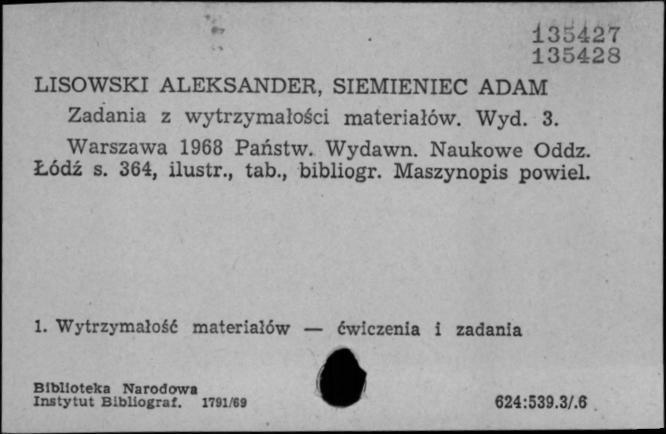 135427
135428
LISOWSKI ALEKSANDER, SIEMIENIEC ADAM
Zadania z wytrzymałości materiałów. Wyd. 3.
Warszawa 1968 Państw. Wydawn. Naukowe Oddz.
Łódź s. 364, ilustr., tab., bibliogr. Maszynopis powiel.
1. Wytrzymałość materiałów — ćwiczenia i zadania
Biblioteka Narodowa
Instytut Bibliograf. 1791/69
624:539.3/.6